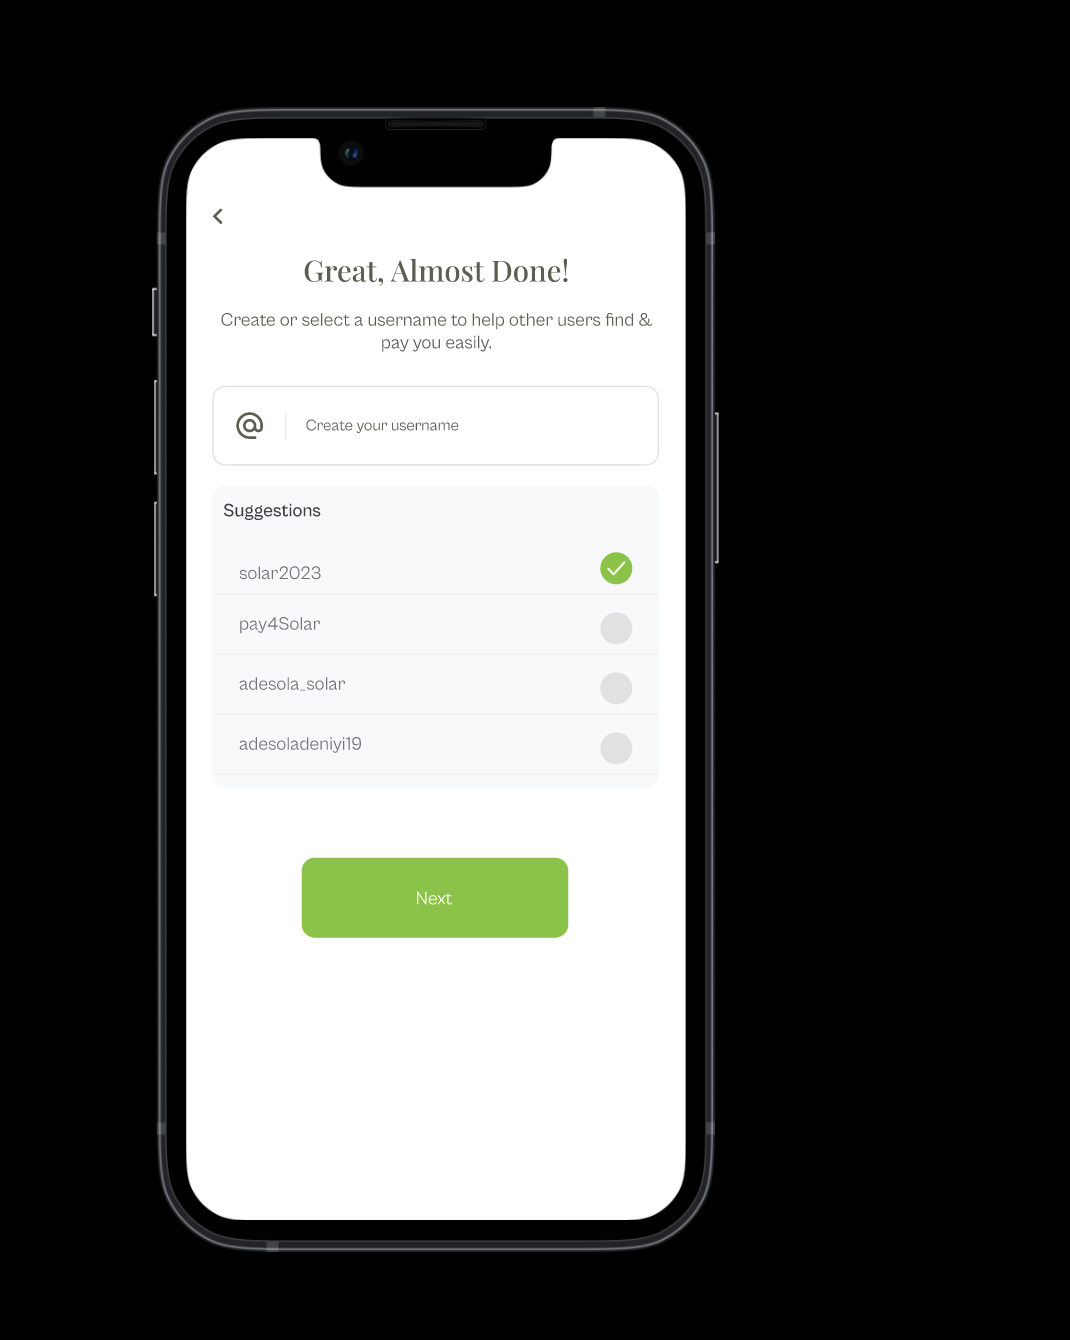 Great, Almost Done!
Create or select a username to help other users find &
pay you easily.
@ Create your username
Suggestions
solar2023
pay4Solar
adesola_solar
adesoladeniyi19
Next